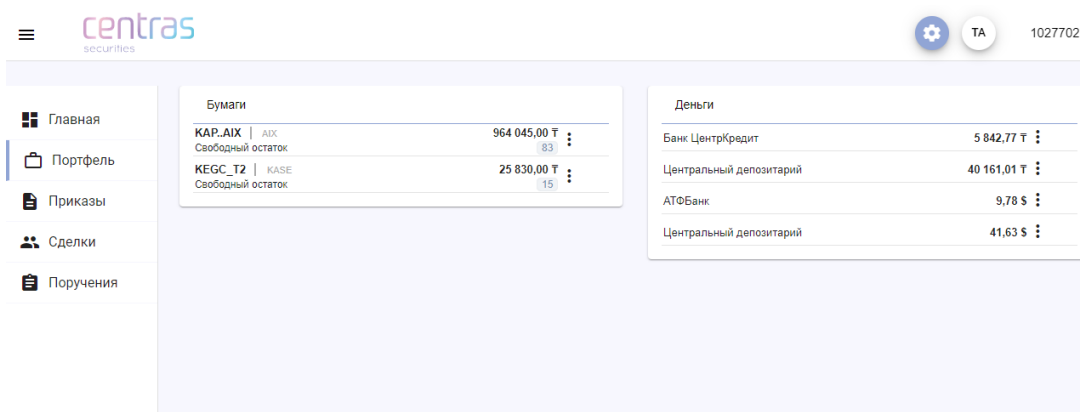 centras
securities
TA
1027702
Главная
Портфель
Приказы
Сделки
Поручения
Бумаги
KAP..AIX | AIX 964 045,00 ₸
Свободный остаток 83
KEGC_T2 | KASE 25 830,00 ₸
Свободный остаток 15
Деньги
Банк ЦентрКредит 5 842,77 ₸
Центральный депозитарий 40 161,01 ₸
АТФБанк 9,78 $
Центральный депозитарий 41,63 $